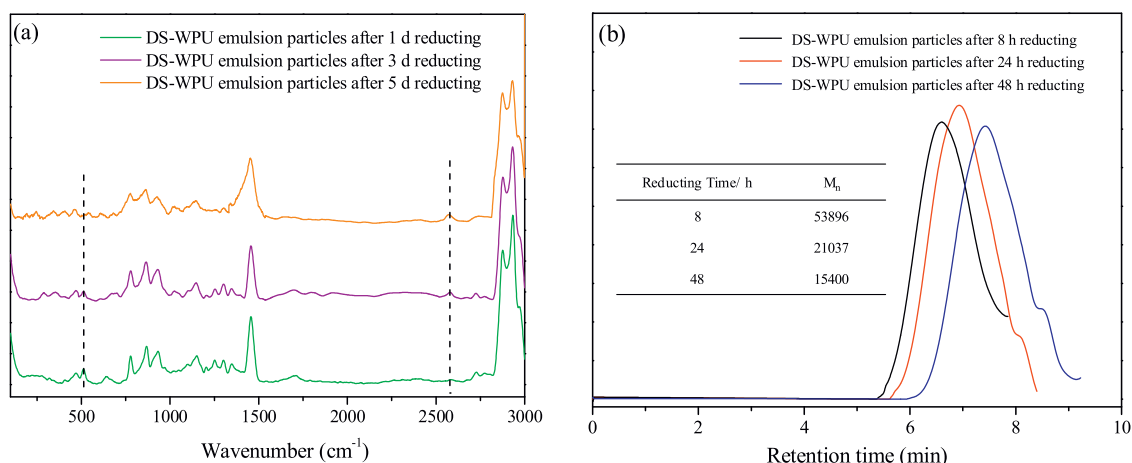 (a)
DS-WPU emulsion particles after 1 d reducting
DS-WPU emulsion particles after 3 d reducting
DS-WPU emulsion particles after 5 d reducting
500 1000 1500 2000 2500 3000
Wavenumber (cm⁻¹)
(b)
DS-WPU emulsion particles after 8 h reducting
DS-WPU emulsion particles after 24 h reducting
DS-WPU emulsion particles after 48 h reducting
Reducting Time/ h Mₙ
8 53896
24 21037
48 15400
0 2 4 6 8 10
Retention time (min)